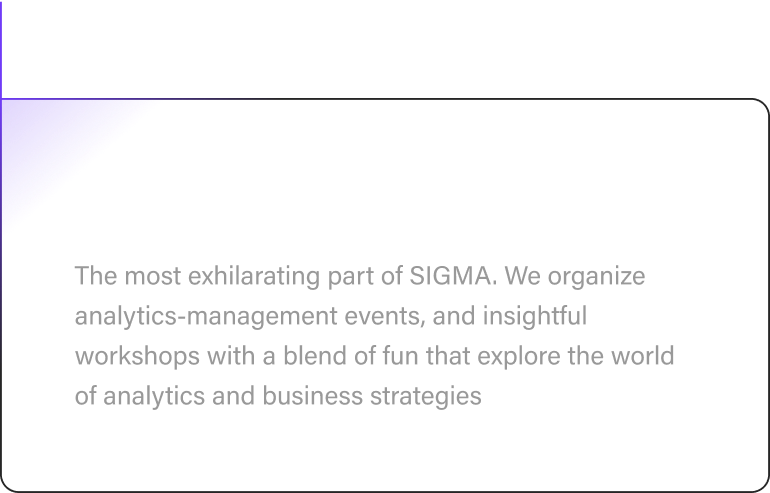 The most exhilarating part of SIGMA. We organize
analytics-management events, and insightful
workshops with a blend of fun that explore the world
of analytics and business strategies